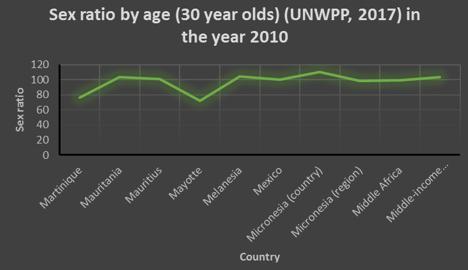 Sex ratio by age (30 year olds) (UNWPP, 2017) in
the year 2010
120
100
80
60
40
20
0
Sex ratio
Martinique
Mauritania
Mauritius
Mayotte
Melanesia
Mexico
Micronesia (country)
Micronesia (region)
Middle Africa
Middle-income...
Country